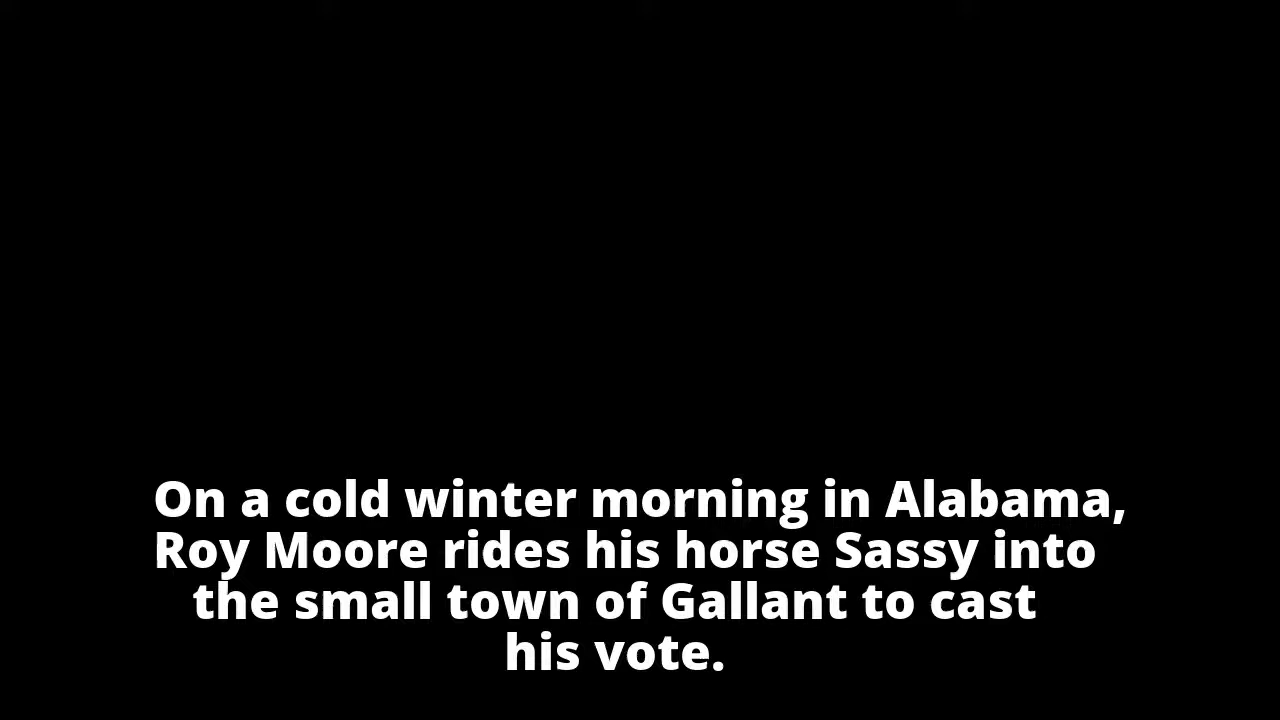 On a cold winter morning in Alabama,
Roy Moore rides his horse Sassy into
the small town of Gallant to cast
his vote.